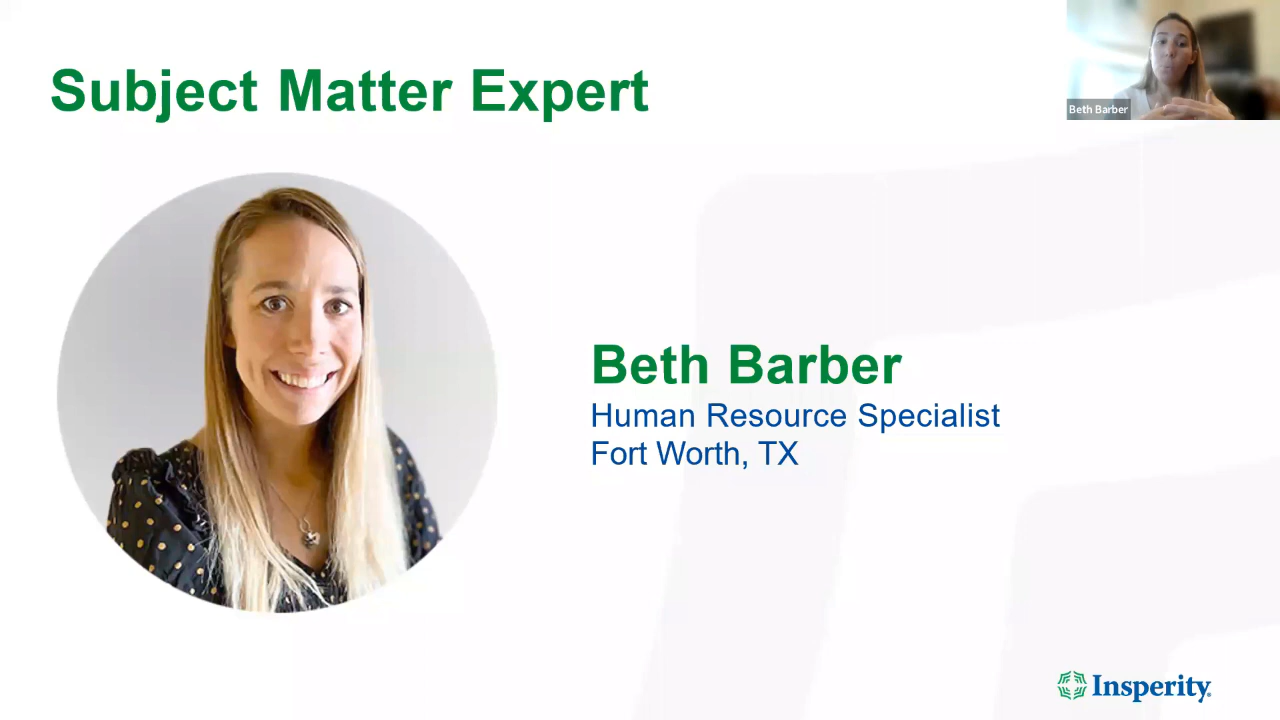 Subject Matter Expert
Beth Barber
Beth Barber
Human Resource Specialist
Fort Worth, TX
Insperity